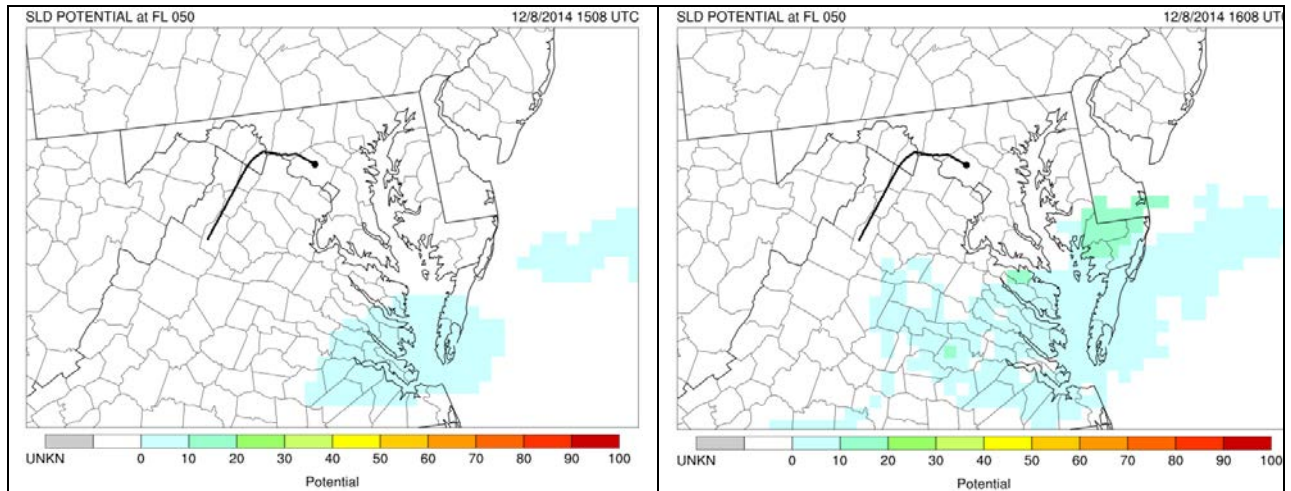 SLD POTENTIAL at FL 050 12/8/2014 1508 UTC
UNKN 0 10 20 30 40 50 60 70 80 90 100
Potential
SLD POTENTIAL at FL 050 12/8/2014 1608 UTC
UNKN 0 10 20 30 40 50 60 70 80 90 100
Potential